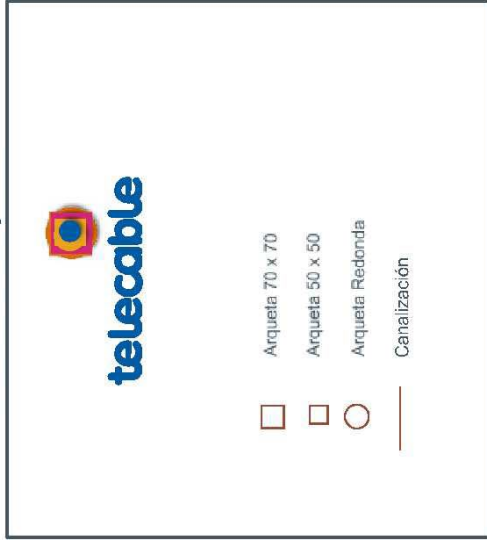 telecable
Arqueta 70 x 70
Arqueta 50 x 50
Arqueta Redonda
Canalización